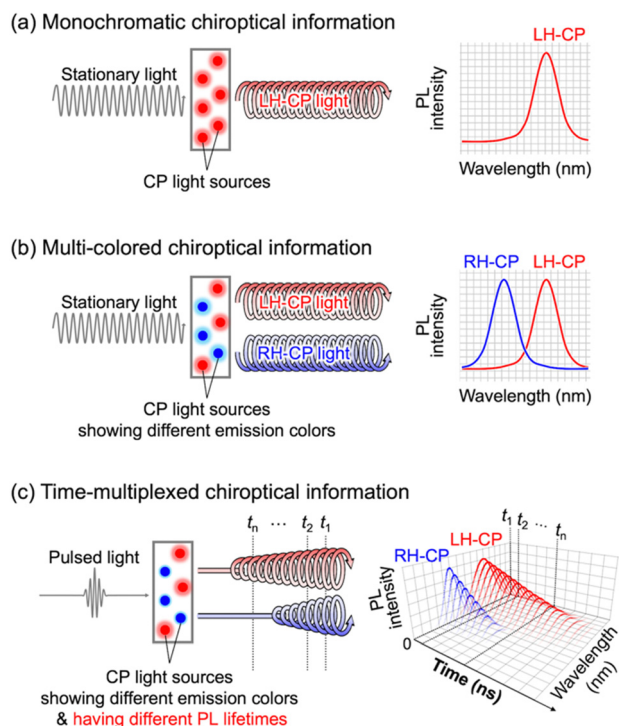 (a) Monochromatic chiroptical information
Stationary light
LH-CP light
CP light sources
LH-CP
PL
intensity
Wavelength (nm)
(b) Multi-colored chiroptical information
Stationary light
LH-CP light
RH-CP light
CP light sources
showing different emission colors
RH-CP LH-CP
PL
intensity
Wavelength (nm)
(c) Time-multiplexed chiroptical information
Pulsed light
tn ... t2 t1
CP light sources
showing different emission colors
& having different PL lifetimes
t1 t2 ... tn
LH-CP
RH-CP
PL
intensity
0
Time (ns)
Wavelength
(nm)